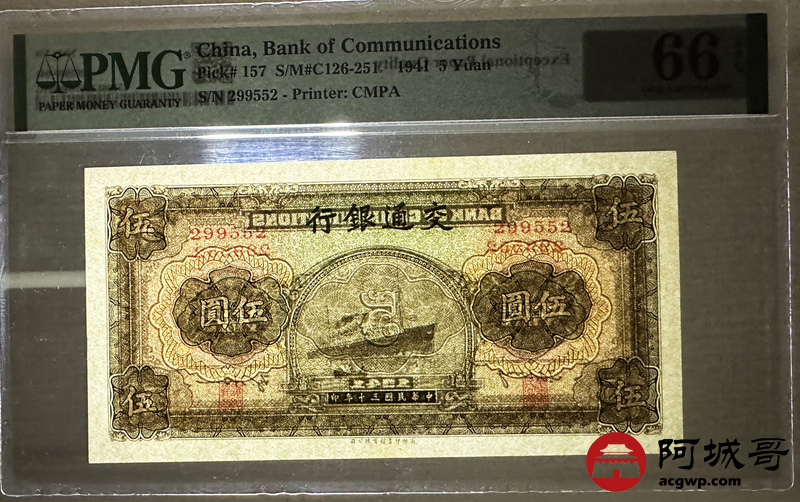 PMG
PAPER MONEY GUARANTY
China, Bank of Communications
Pick# 157 S/M#C126-251 1941 5 Yuan
S/N 299552 - Printer: CMPA
66
伍
伍
行銀通交
299552
299552
圓伍
圓伍
5
印年十三國民華中
伍
伍
阿城哥
acgwp.com